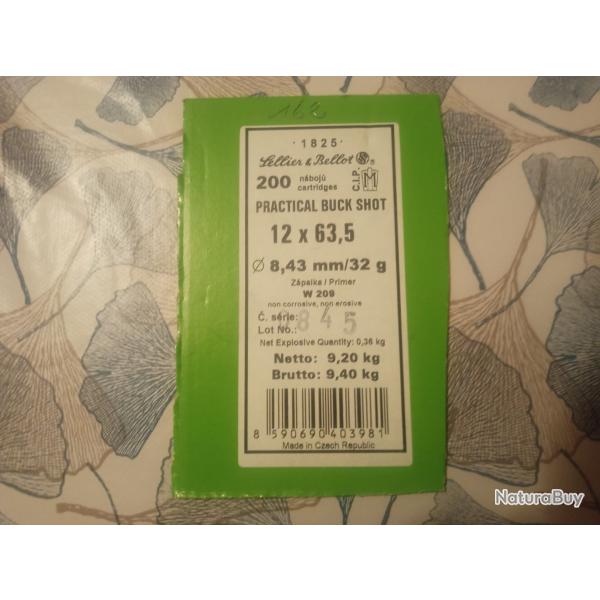 162
· 1825 ·
Sellier & Bellot S&B ®
200 nábojů
cartridges
C.I.P.
PRACTICAL BUCK SHOT
12 x 63,5
Ø 8,43 mm/32 g
Zápalka / Primer
W 209
non corrosive, non erosive
Č. série:
Lot No.: 845
Net Explosive Quantity: 0,36 kg
Netto: 9,20 kg
Brutto: 9,40 kg
8 590690 403981
Made in Czech Republic
NaturaBuy